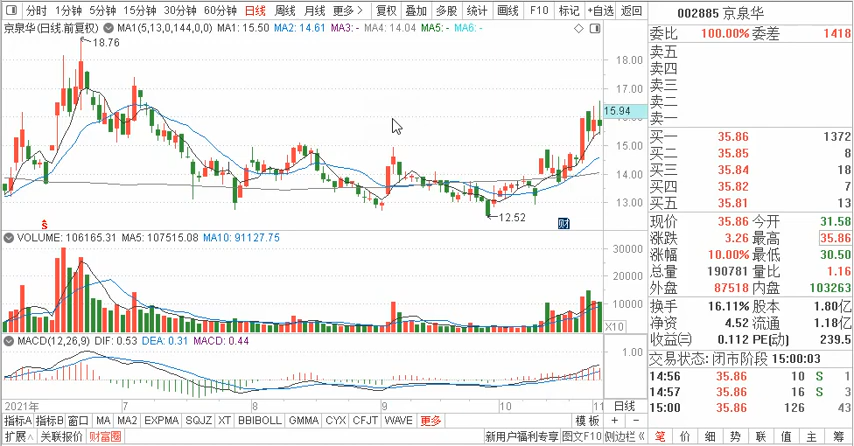 分时 1分钟 5分钟 15分钟 30分钟 60分钟 日线 周线 月线 更多> 复权 叠加 多股 统计 画线 F10 标记 +自选 返回
京泉华(日线.前复权) MA1(5,13,0,144,0,0) MA1: 15.50 MA2: 14.61 MA3: - MA4: 14.04 MA5: - MA6: -
18.76
18.00
17.00
15.94
16.00
15.00
14.00
13.00
12.52
S
财
VOLUME: 106165.31 MA5: 107515.08 MA10: 91127.75
30000
20000
10000
X10
MACD(12,26,9) DIF: 0.53 DEA: 0.31 MACD: 0.44
1.00
2021年 7 8 9 10 11 日线
指标A 指标B 窗口 MA MA2 EXPMA SQJZ XT BBIBOLL GMMA CYX CFJT WAVE 更多 模板 + -
扩展∧ 关联报价 财富圈 新用户福利专享 图文F10 侧边栏《
002885 京泉华
委比 100.00% 委差 1418
卖五
卖四
卖三
卖二
卖一
买一 35.86 1372
买二 35.85 8
买三 35.84 18
买四 35.82 7
买五 35.81 13
现价 35.86 今开 31.58
涨跌 3.26 最高 35.86
涨幅 10.00% 最低 30.50
总量 190781 量比 1.16
外盘 87518 内盘 103263
换手 16.11% 股本 1.80亿
净资 4.52 流通 1.18亿
收益㈢ 0.112 PE(动) 239.5
交易状态: 闭市阶段 15:00:03
14:56 35.86 10 S 1
14:57 35.86 16 S 3
15:00 35.86 126 43
笔 价 细 势 联 值 主 筹